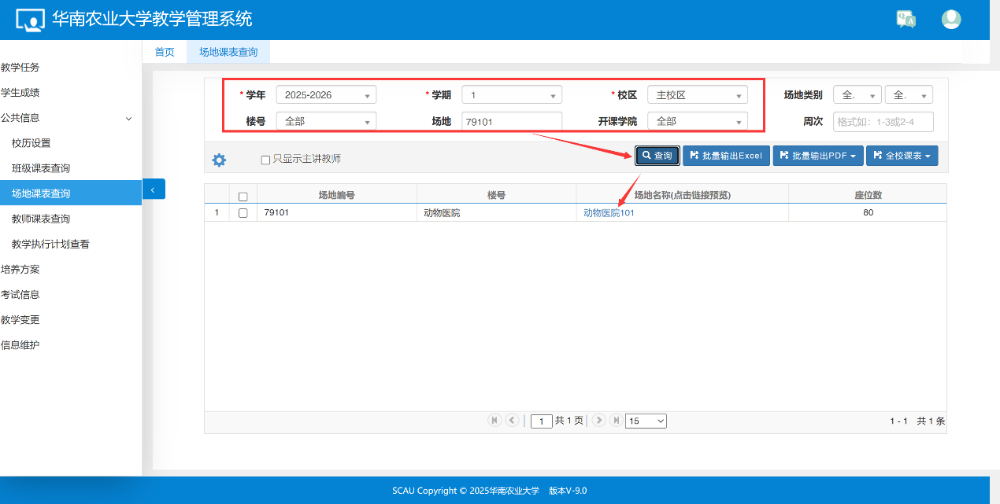 华南农业大学教学管理系统
首页 场地课表查询
教学任务
学生成绩
公共信息
校历设置
班级课表查询
场地课表查询
教师课表查询
教学执行计划查看
培养方案
考试信息
教学变更
信息维护
* 学年 2025-2026 * 学期 1 * 校区 主校区 场地类别 全. 全.
楼号 全部 场地 79101 开课学院 全部 周次 格式如：1-3或2-4
只显示主讲教师 查询 批量输出Excel 批量输出PDF 全校课表
场地编号 楼号 场地名称(点击链接预览) 座位数
1 79101 动物医院 动物医院101 80
1 共 1 页 15 1 - 1 共 1 条
SCAU Copyright © 2025华南农业大学 版本V-9.0